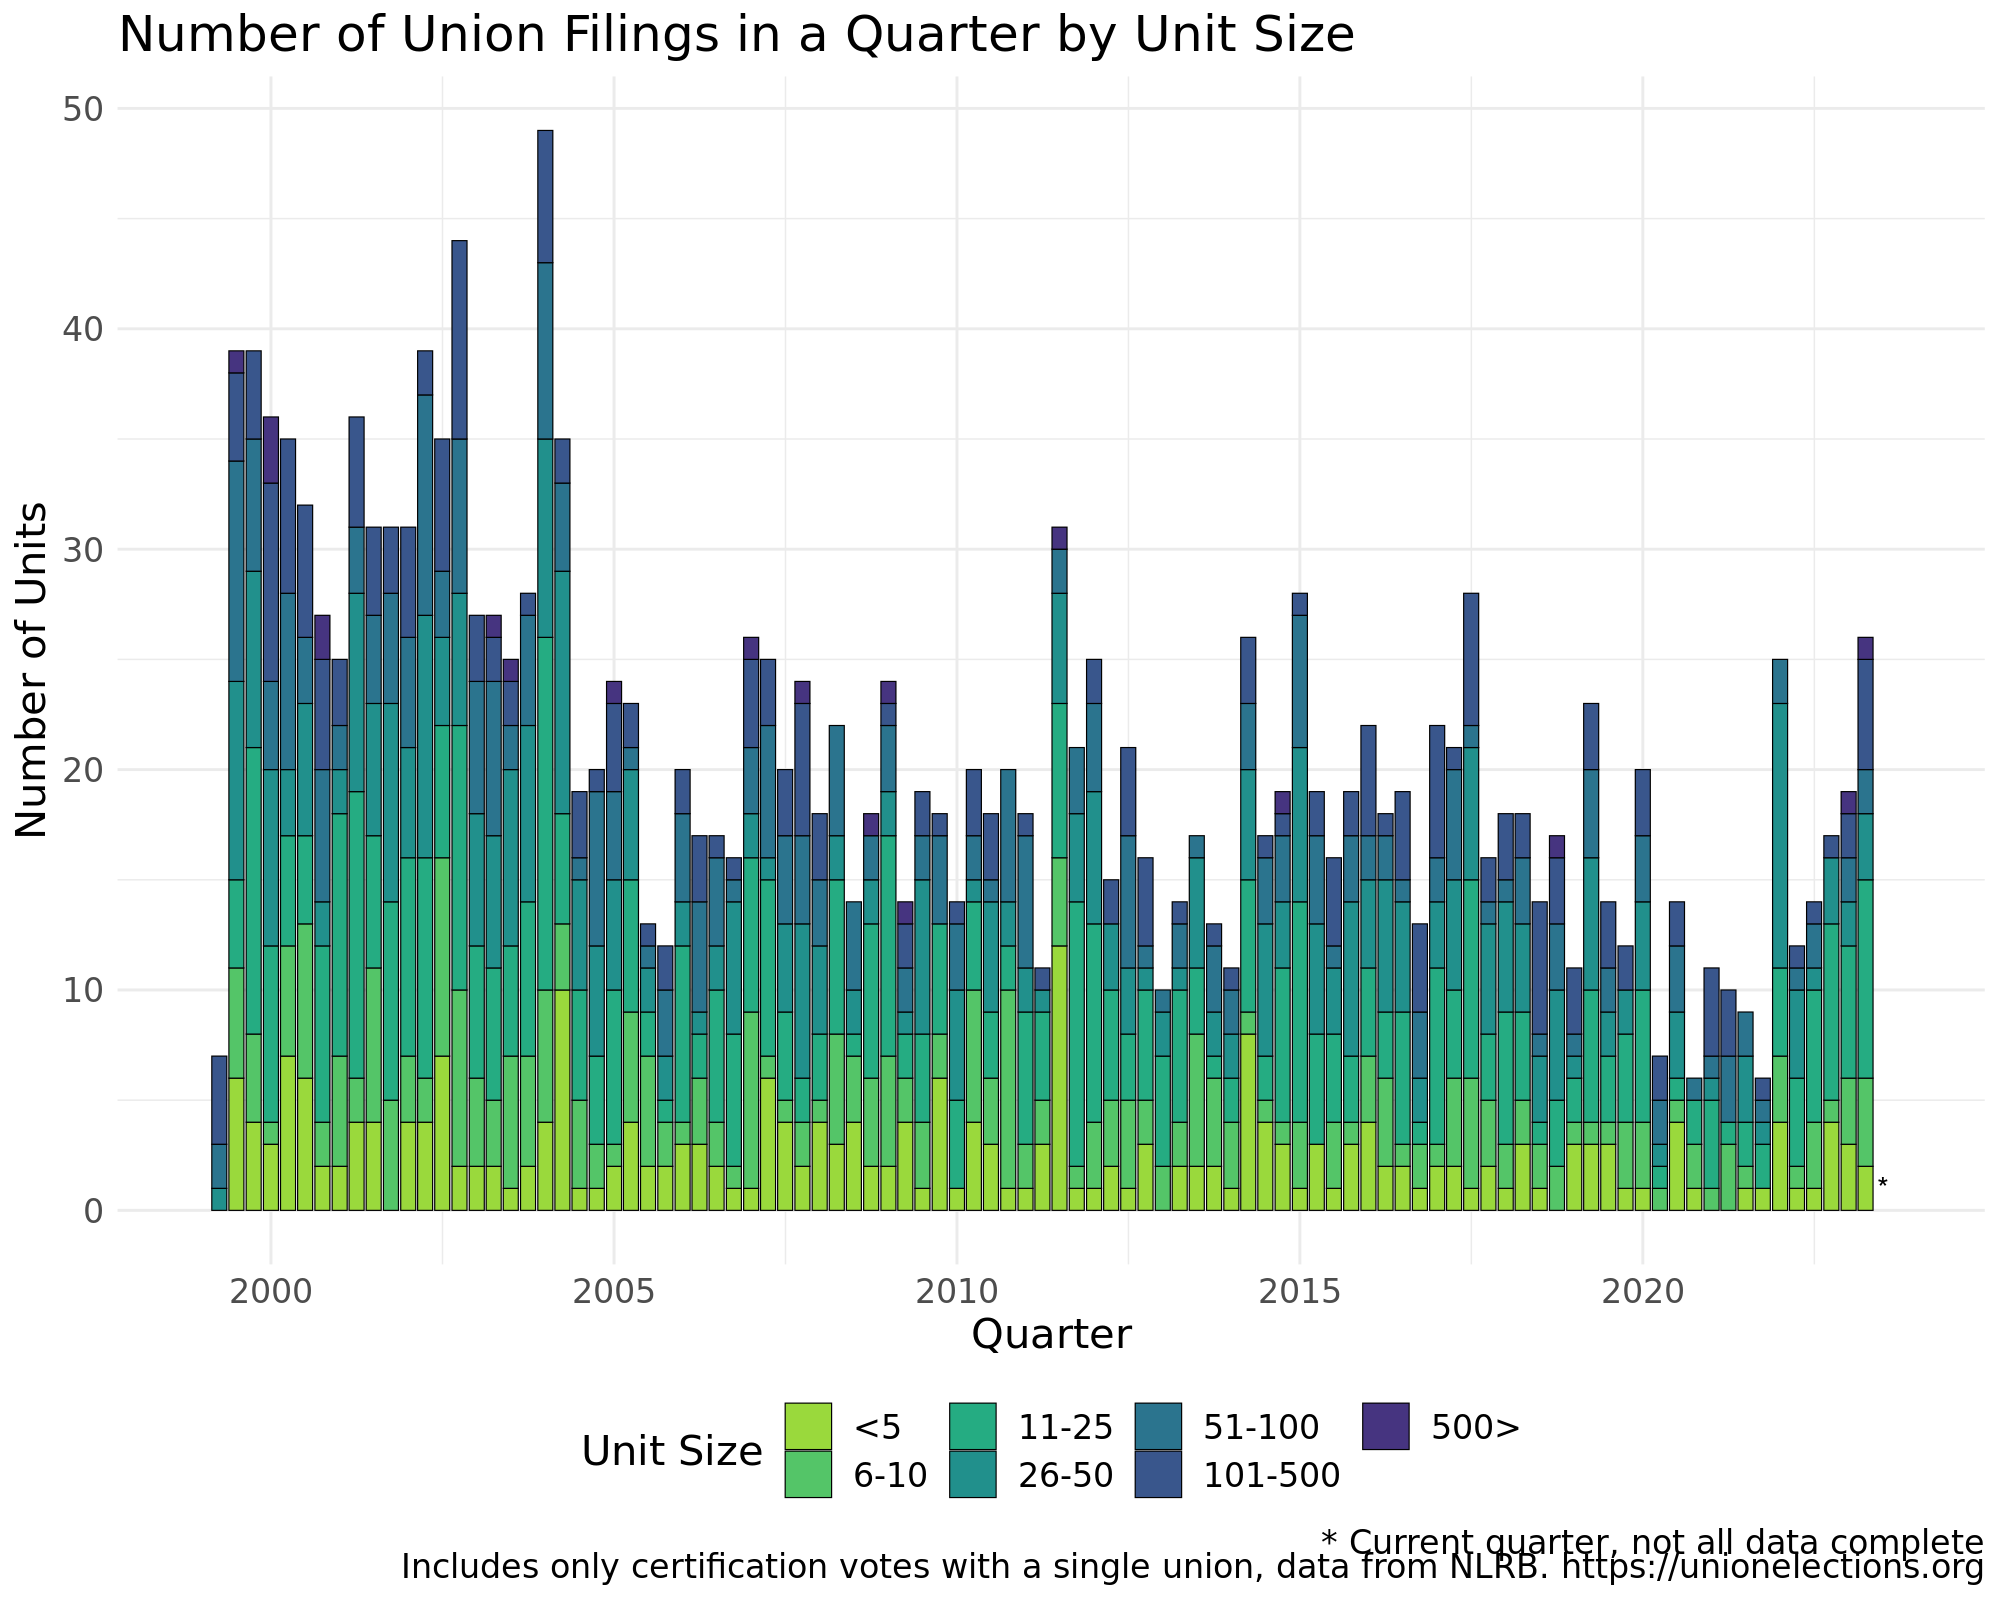 Number of Union Filings in a Quarter by Unit Size
Number of Units
50
40
30
20
10
0
*
2000 2005 2010 2015 2020
Quarter
Unit Size
<5 11-25 51-100 500>
6-10 26-50 101-500
* Current quarter, not all data complete
Includes only certification votes with a single union, data from NLRB. https://unionelections.org